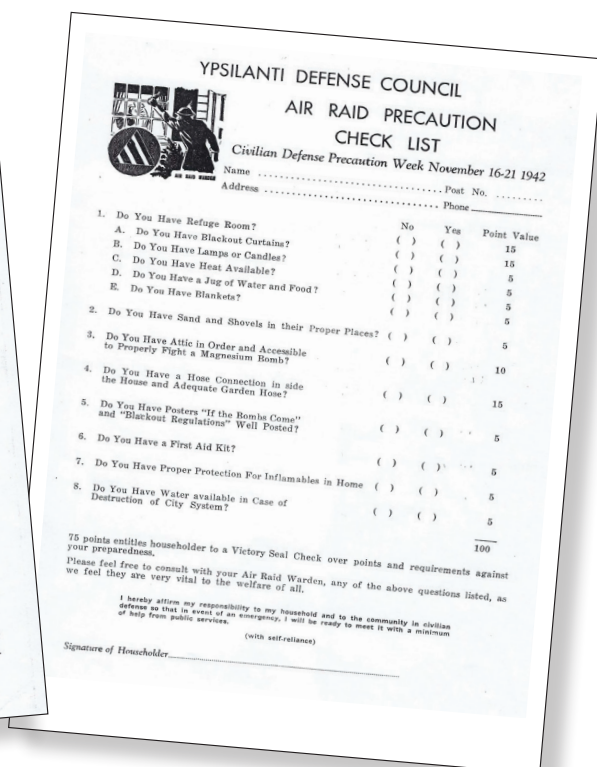 YPSILANTI DEFENSE COUNCIL
AIR RAID PRECAUTION
CHECK LIST
Civilian Defense Precaution Week November 16-21 1942
AIR RAID WARDEN
Name ........................................ Post No. .........
Address ........................................ Phone
No Yes Point Value
1. Do You Have Refuge Room? ( ) ( ) 15
A. Do You Have Blackout Curtains? ( ) ( ) 15
B. Do You Have Lamps or Candles? ( ) ( ) 5
C. Do You Have Heat Available? ( ) ( ) 5
D. Do You Have a Jug of Water and Food? ( ) ( ) 5
E. Do You Have Blankets? ( ) ( ) 5
2. Do You Have Sand and Shovels in their Proper Places? ( ) ( ) 5
3. Do You Have Attic in Order and Accessible
to Properly Fight a Magnesium Romb? ( ) ( ) 10
4. Do You Have a Hose Connection in side
the House and Adequate Garden Hose? ( ) ( ) 15
5. Do You Have Posters "If the Bombs Come"
and "Blackout Regulations" Well Posted? ( ) ( ) 5
6. Do You Have a First Aid Kit? ( ) ( ) 5
7. Do You Have Proper Protection For Inflamables in Home ( ) ( ) 5
8. Do You Have Water available in Case of
Destruction of City System? ( ) ( ) 5
100
75 points entitles householder to a Victory Seal Check over points and requirements against
your preparedness.
Please feel free to consult with your Air Raid Warden, any of the above questions listed, as
we feel they are very vital to the welfare of all.
I hereby affirm my responsibility to my household and to the community in civilian
defense so that in event of an emergency, I will be ready to meet it with a minimum
of help from public services.
(with self-reliance)
Signature of Householder